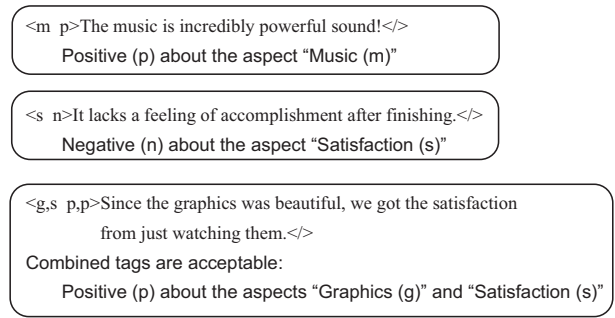 <m p>The music is incredibly powerful sound!</>
Positive (p) about the aspect “Music (m)”
<s n>It lacks a feeling of accomplishment after finishing.</>
Negative (n) about the aspect “Satisfaction (s)”
<g,s p,p>Since the graphics was beautiful, we got the satisfaction
from just watching them.</>
Combined tags are acceptable:
Positive (p) about the aspects “Graphics (g)” and “Satisfaction (s)”